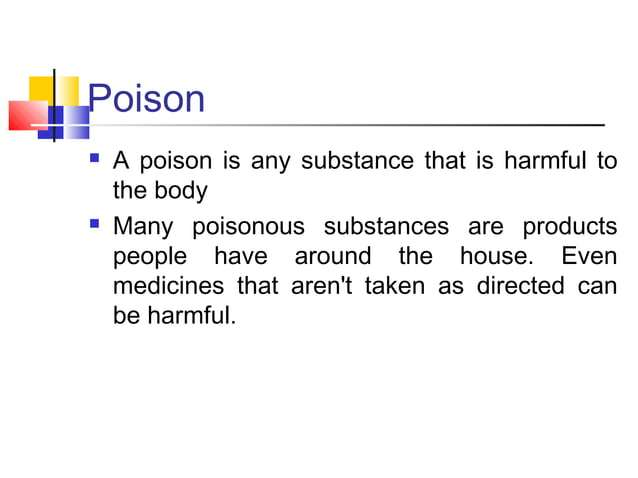 Poison
A poison is any substance that is harmful to
the body
Many poisonous substances are products
people have around the house. Even
medicines that aren't taken as directed can
be harmful.